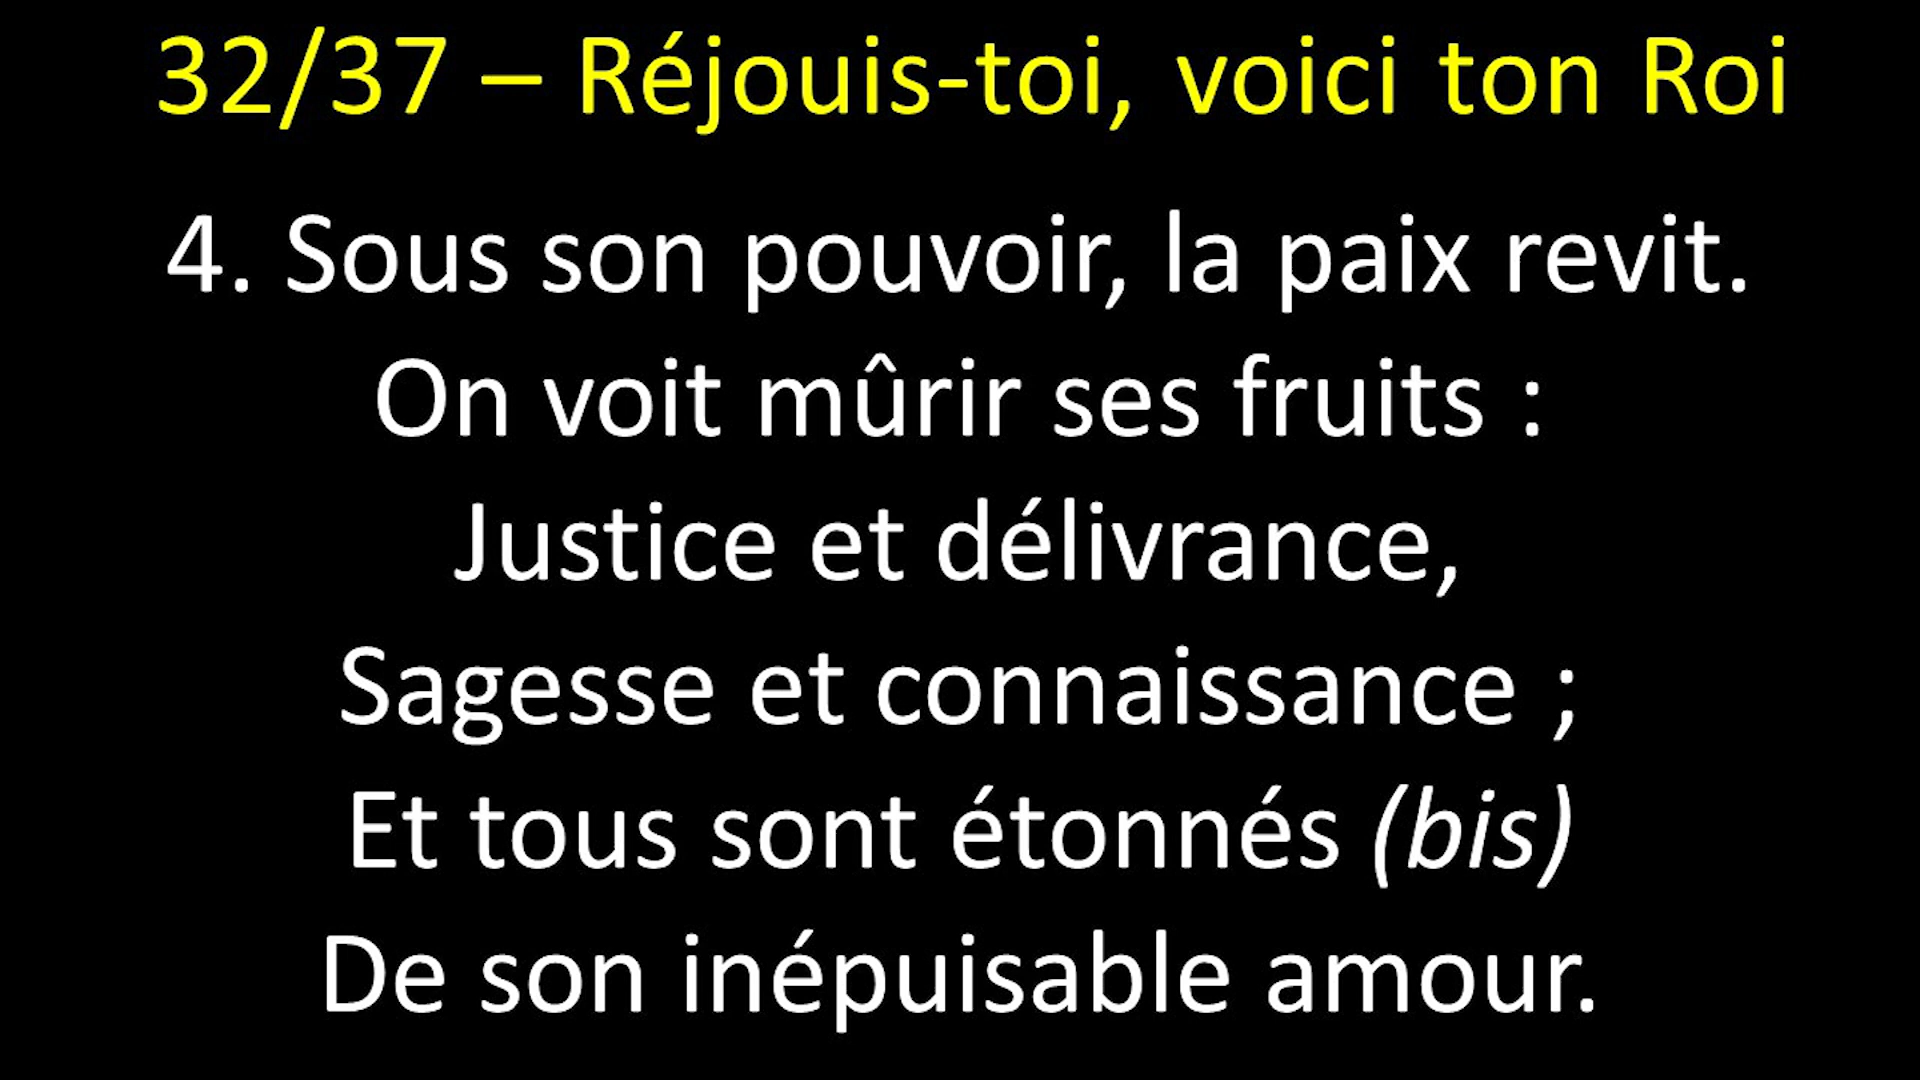 32/37 – Réjouis-toi, voici ton Roi
4. Sous son pouvoir, la paix revit.
On voit mûrir ses fruits :
Justice et délivrance,
Sagesse et connaissance ;
Et tous sont étonnés (bis)
De son inépuisable amour.